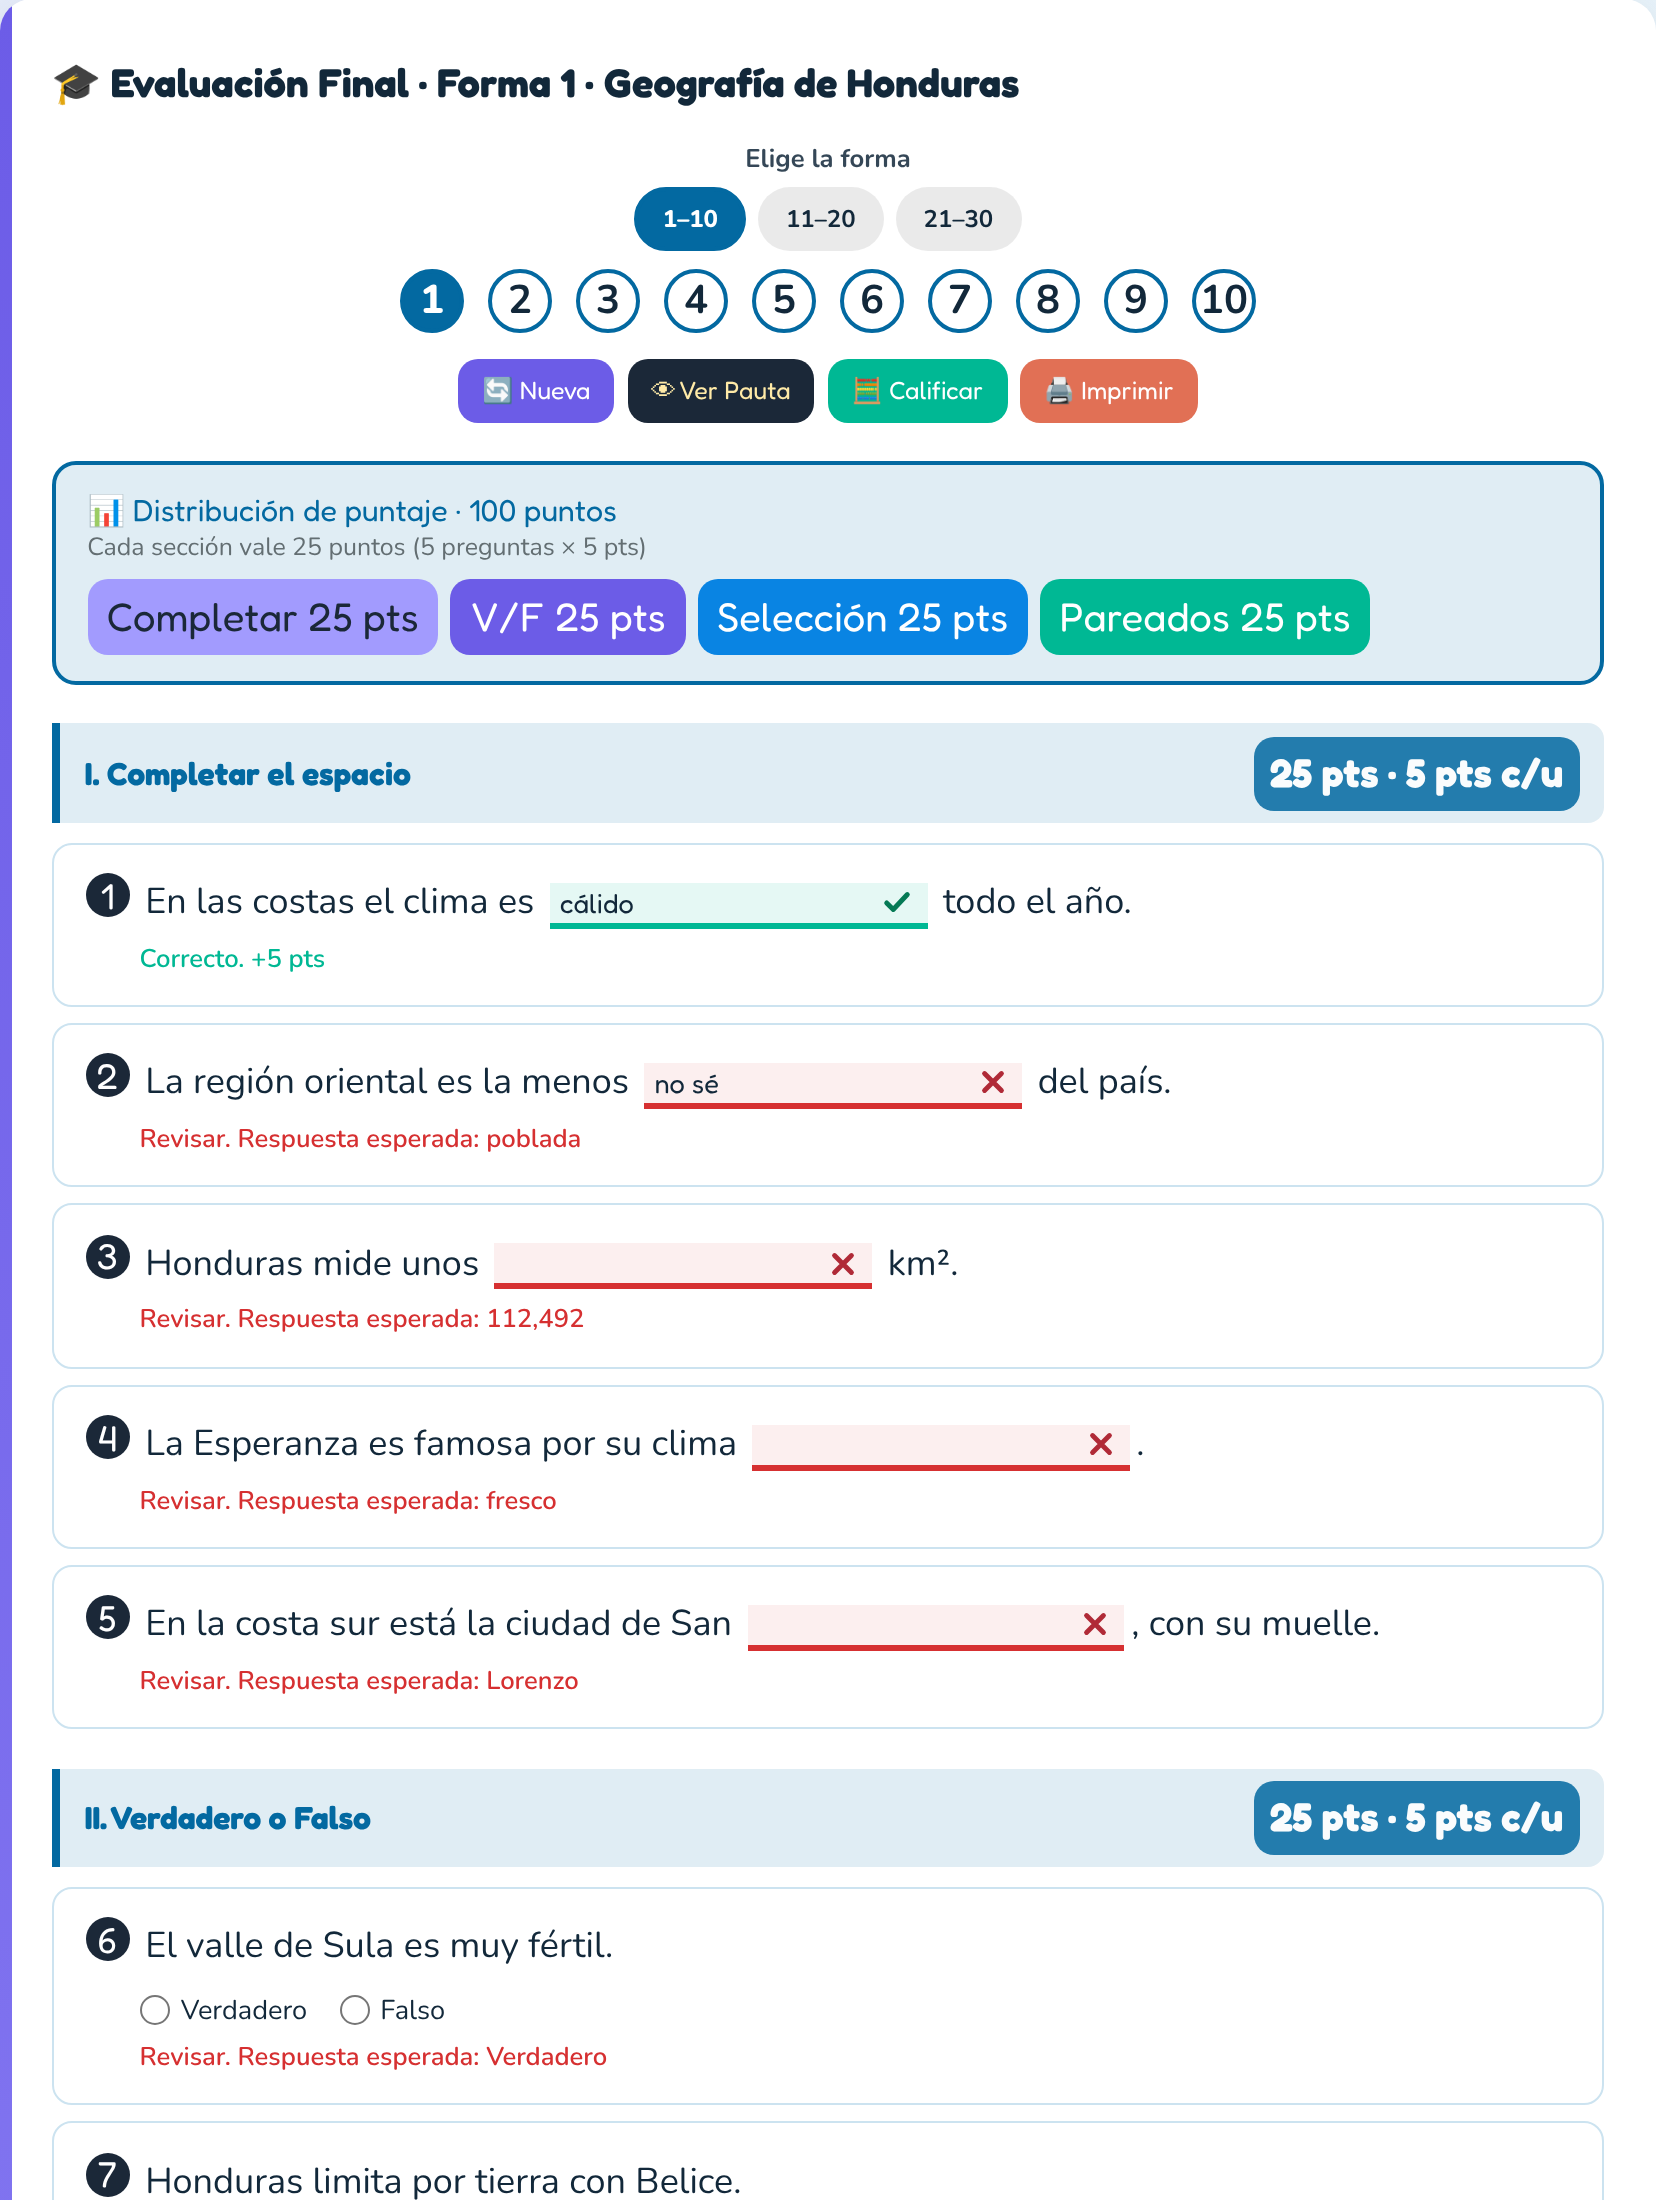 🎓 Evaluación Final · Forma 1 · Geografía de Honduras
Elige la forma
1–10 11–20 21–30
1 2 3 4 5 6 7 8 9 10
🔄 Nueva 👁 Ver Pauta 🧮 Calificar 🖨️ Imprimir
📊 Distribución de puntaje · 100 puntos
Cada sección vale 25 puntos (5 preguntas × 5 pts)
Completar 25 pts V/F 25 pts Selección 25 pts Pareados 25 pts
I. Completar el espacio 25 pts · 5 pts c/u
1 En las costas el clima es cálido ✓ todo el año.
Correcto. +5 pts
2 La región oriental es la menos no sé ✗ del país.
Revisar. Respuesta esperada: poblada
3 Honduras mide unos ✗ km².
Revisar. Respuesta esperada: 112,492
4 La Esperanza es famosa por su clima ✗ .
Revisar. Respuesta esperada: fresco
5 En la costa sur está la ciudad de San ✗ , con su muelle.
Revisar. Respuesta esperada: Lorenzo
II. Verdadero o Falso 25 pts · 5 pts c/u
6 El valle de Sula es muy fértil.
Verdadero Falso
Revisar. Respuesta esperada: Verdadero
7 Honduras limita por tierra con Belice.